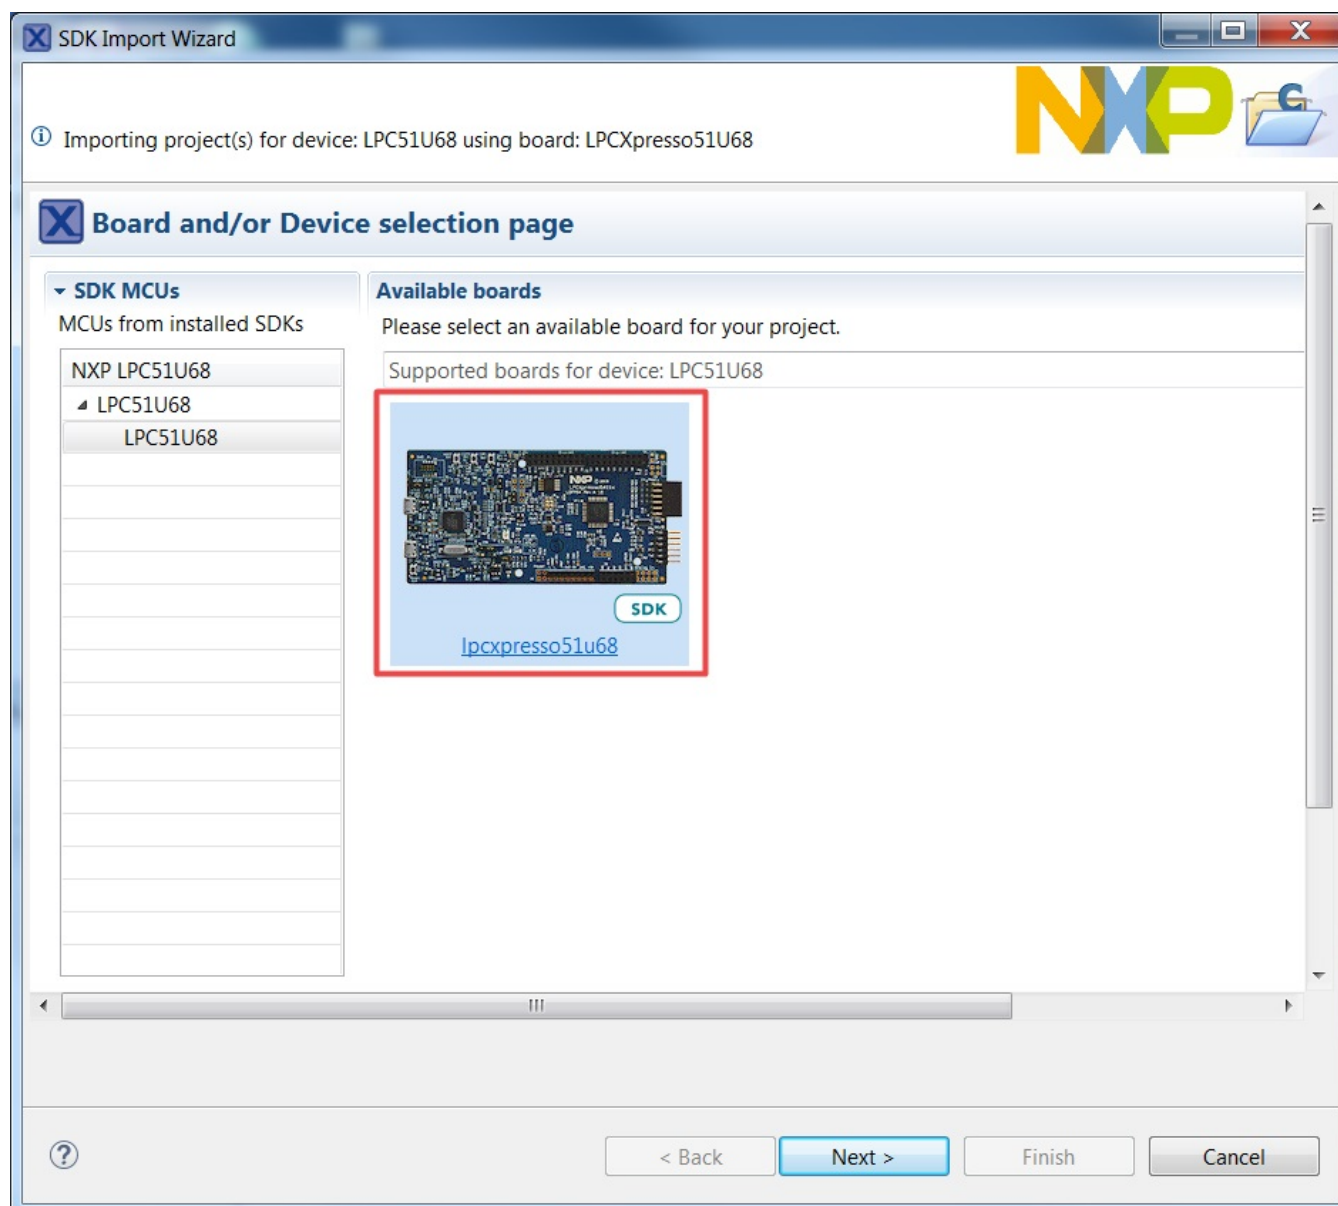 SDK Import Wizard
NXP
Importing project(s) for device: LPC51U68 using board: LPCXpresso51U68
Board and/or Device selection page
SDK MCUs
MCUs from installed SDKs
NXP LPC51U68
LPC51U68
LPC51U68
Available boards
Please select an available board for your project.
Supported boards for device: LPC51U68
NXP
SDK
lpcxpresso51u68
< Back
Next >
Finish
Cancel